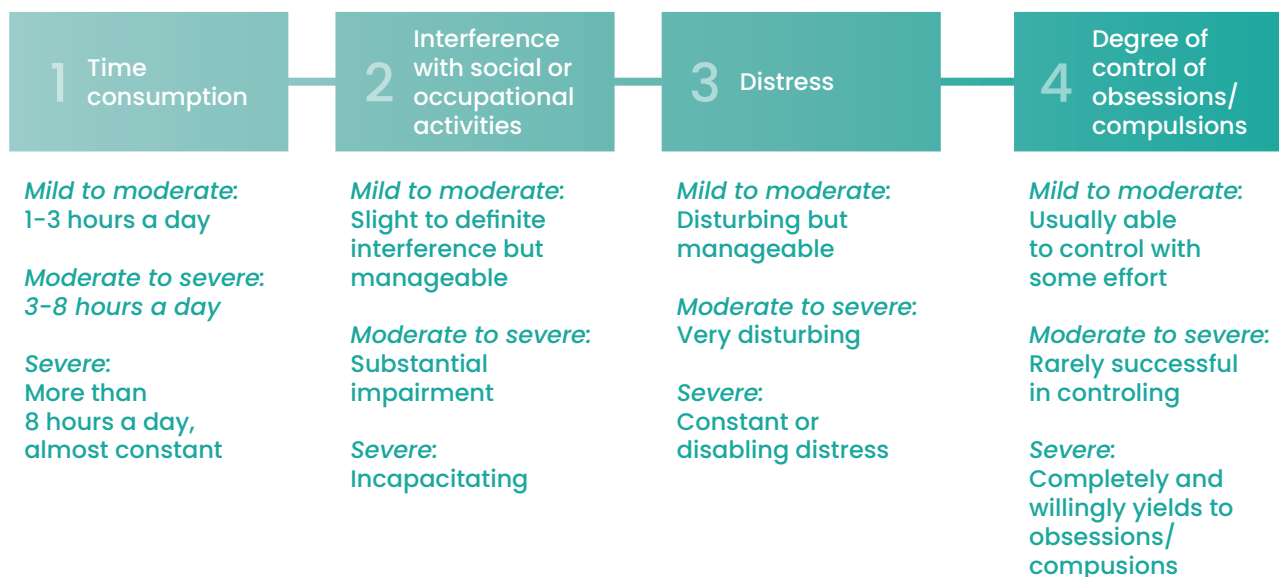 1
Time
consumption
2
Interference
with social or
occupational
activities
3
Distress
4
Degree of
control of
obsessions/
compulsions
Mild to moderate:
1-3 hours a day
Moderate to severe:
3-8 hours a day
Severe:
More than
8 hours a day,
almost constant
Mild to moderate:
Slight to definite
interference but
manageable
Moderate to severe:
Substantial
impairment
Severe:
Incapacitating
Mild to moderate:
Disturbing but
manageable
Moderate to severe:
Very disturbing
Severe:
Constant or
disabling distress
Mild to moderate:
Usually able
to control with
some effort
Moderate to severe:
Rarely successful
in controling
Severe:
Completely and
willingly yields to
obsessions/
compusions